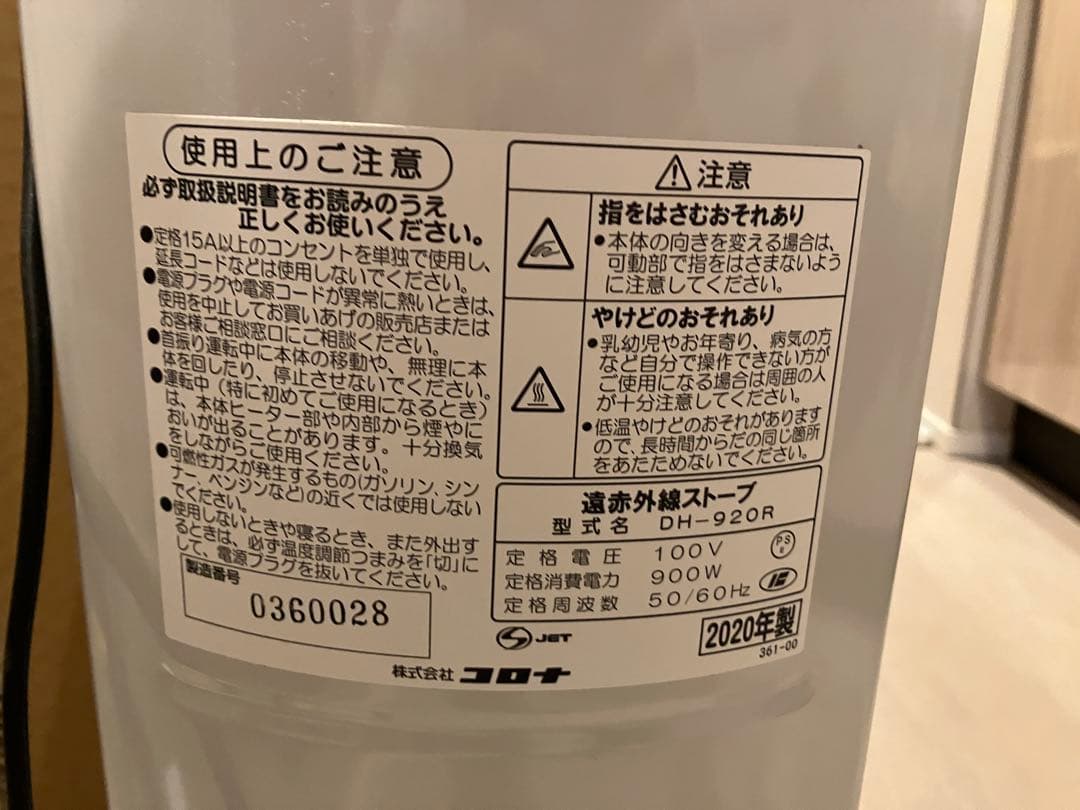 使用上のご注意
必ず取扱説明書をお読みのうえ
正しくお使いください。
●定格15A以上のコンセントを単独で使用し、
延長コードなどは使用しないでください。
●電源プラグや電源コードが異常に熱いときは、
使用を中止してお買いあげの販売店または
お客様ご相談窓口にご相談ください。
●首振り運転中に本体の移動や、無理に本
体を回したり、停止させないでください。
●運転中(特に初めてご使用になるとき)
は、本体ヒーター部や内部から煙やに
おいが出ることがあります。十分換気
をしながらご使用ください。
●可燃性ガスが発生するもの(ガソリン、シン
ナー、ベンジンなど)の近くでは使用しない
でください。
●使用しないときや寝るとき、また外出す
るときは、必ず温度調節つまみを「切」に
して、電源プラグを抜いてください。
製造番号
0360028
⚠注意
指をはさむおそれあり
●本体の向きを変える場合は、
可動部で指をはさまないよう
に注意してください。
やけどのおそれあり
●乳幼児やお年寄り、病気の方
など自分で操作できない方が
ご使用になる場合は周囲の人
が十分注意してください。
●低温やけどのおそれがあります
ので、長時間からだの同じ箇所
をあたためないでください。
遠赤外線ストーブ
型式名 DH-920R
定格電圧 100V
定格消費電力 900W
定格周波数 50/60Hz
PS
E
JET
2020年製
361-00
株式会社 コロナ